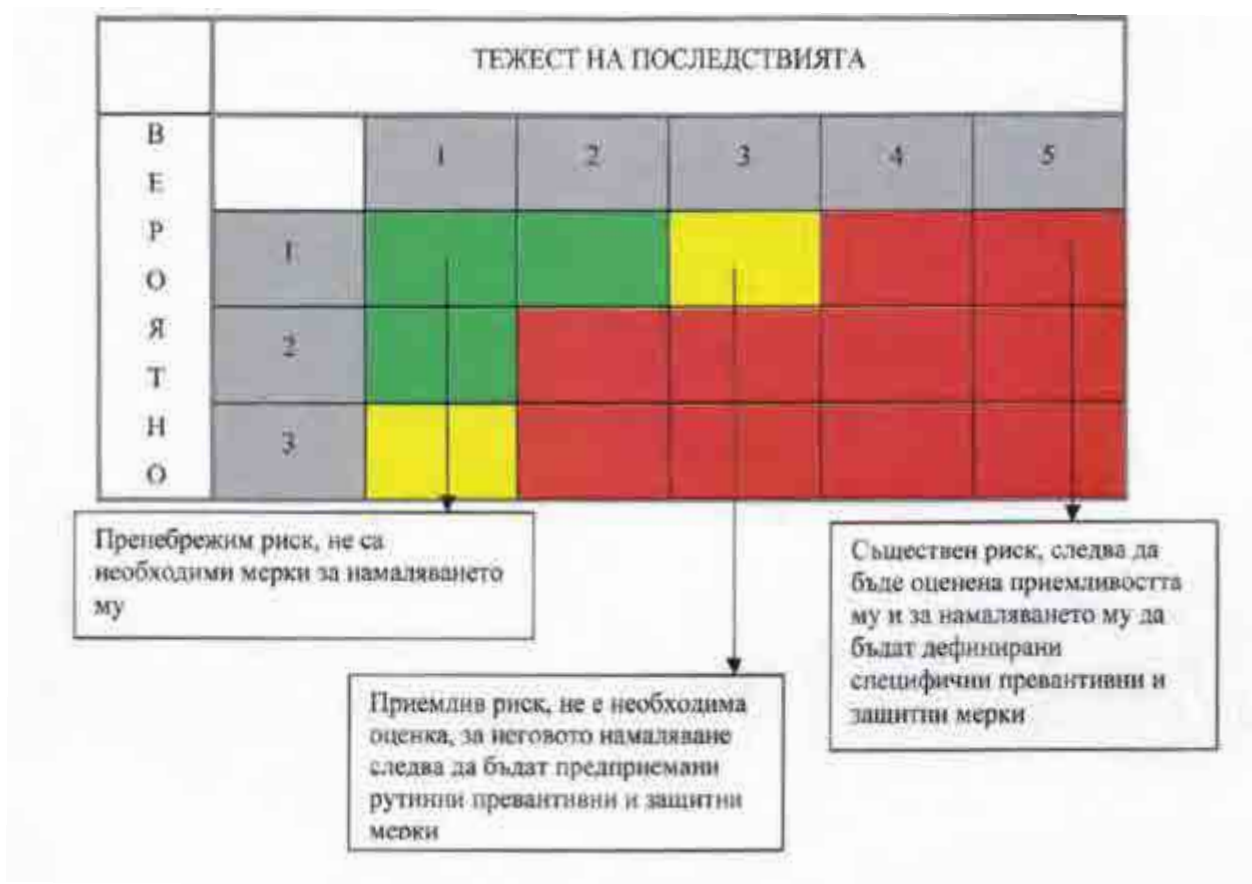 ТЕЖЕСТ НА ПОСЛЕДСТВИЯТА
В
Е
Р
О
Я
Т
Н
О
1 2 3 4 5
1
2
3
Пренебрежим риск, не са
необходими мерки за намаляването
му
Приемлив риск, не е необходима
оценка, за неговото намаляване
следва да бъдат предприемани
рутинни превантивни и защитни
мерки
Съществен риск, следва да
бъде оценена приемливостта
му и за намаляването му да
бъдат дефинирани
специфични превантивни и
защитни мерки